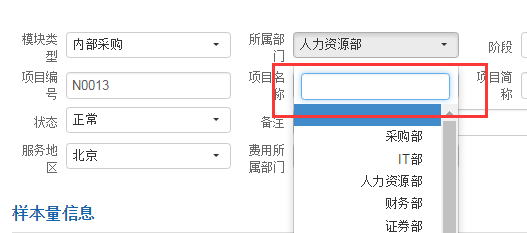 模块类型 内部采购 所属部门 人力资源部 阶段
项目编号 N0013 项目名称 项目简称
状态 正常 备注
采购部
服务地区 北京 费用所属部门
IT部
人力资源部
财务部
证券部
样本量信息